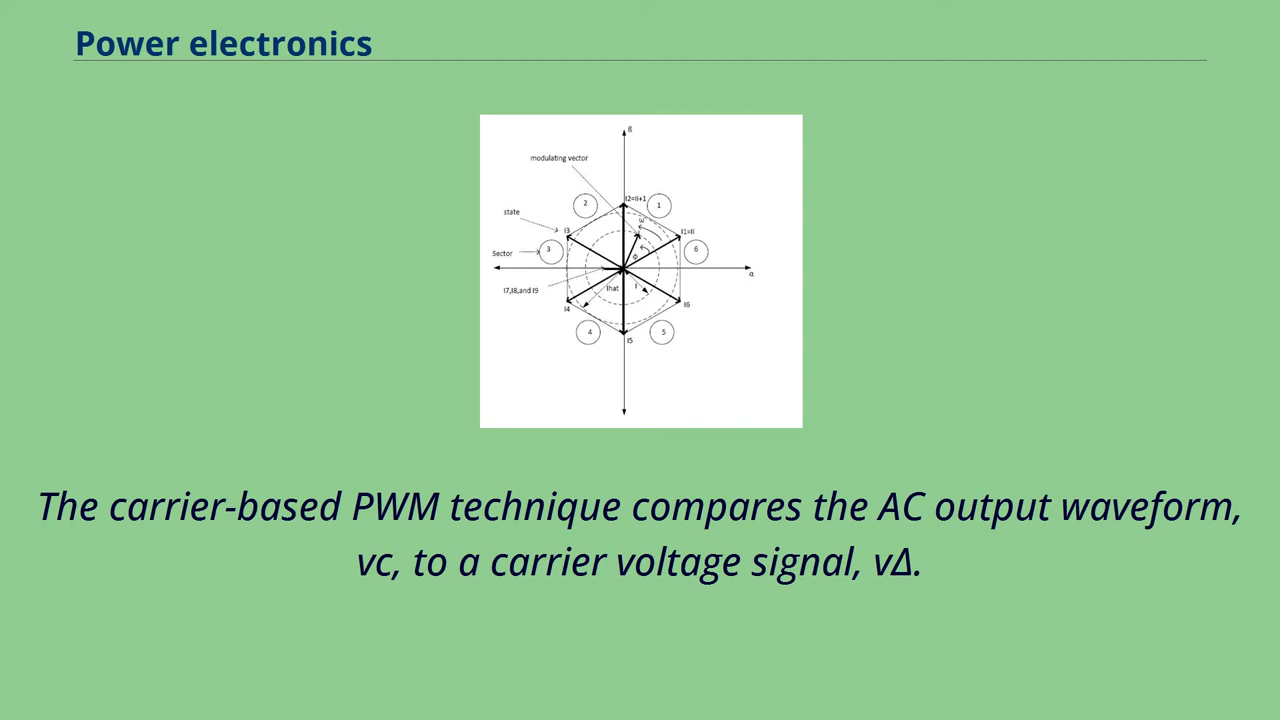 Power electronics
β
modulating vector
I2=Ii+1
2
1
state
ω
I3
I1=Ii
Sector
3
6
Φ
α
I7,I8,and I9
Ihat
I
I4
I6
4
5
I5
The carrier-based PWM technique compares the AC output waveform,
vc, to a carrier voltage signal, vΔ.